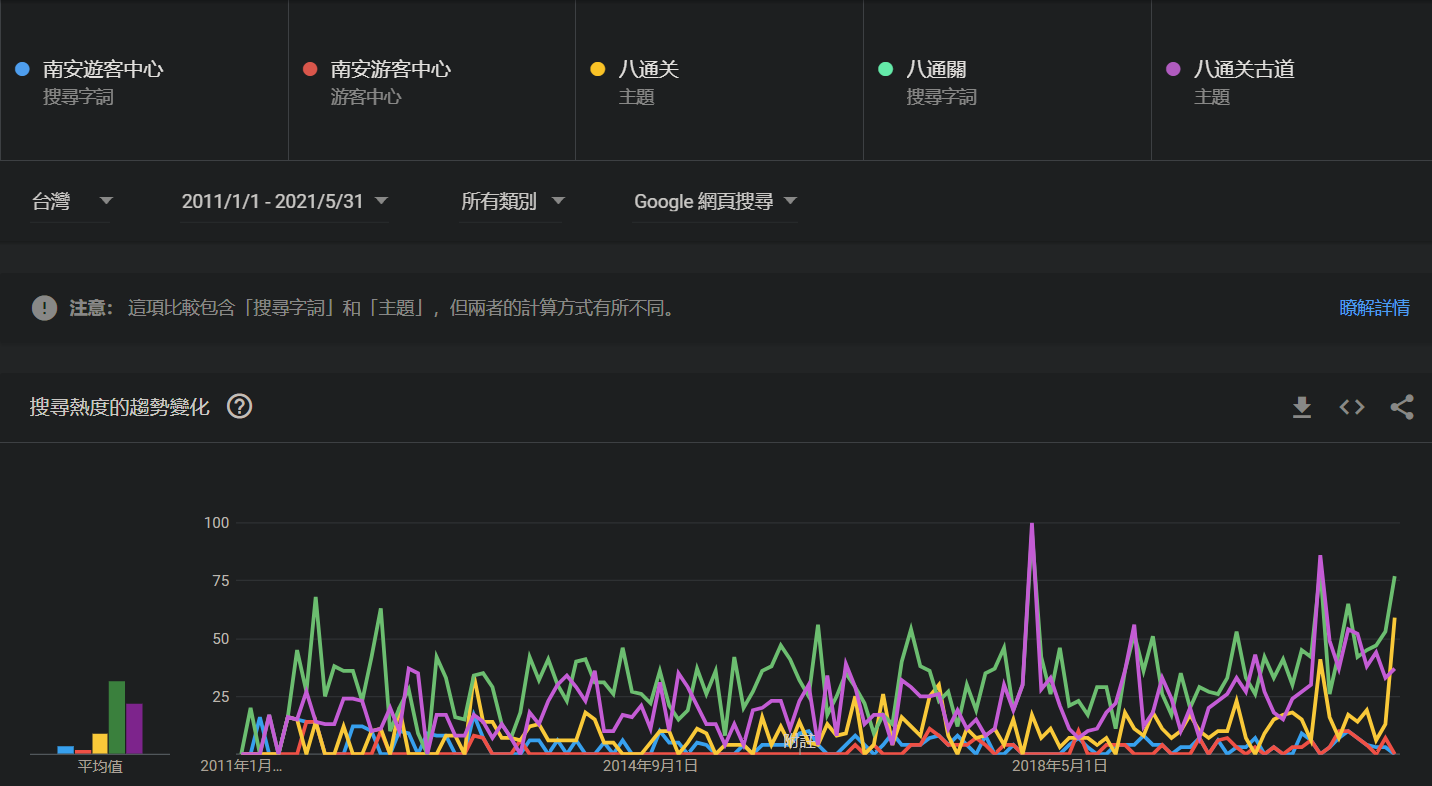 南安遊客中心
搜尋字詞
南安游客中心
游客中心
八通关
主題
八通關
搜尋字詞
八通关古道
主題
台灣
2011/1/1 - 2021/5/31
所有類別
Google 網頁搜尋
注意： 這項比較包含「搜尋字詞」和「主題」，但兩者的計算方式有所不同。
瞭解詳情
搜尋熱度的趨勢變化
100
75
50
25
附註
平均值
2011年1月...
2014年9月1日
2018年5月1日